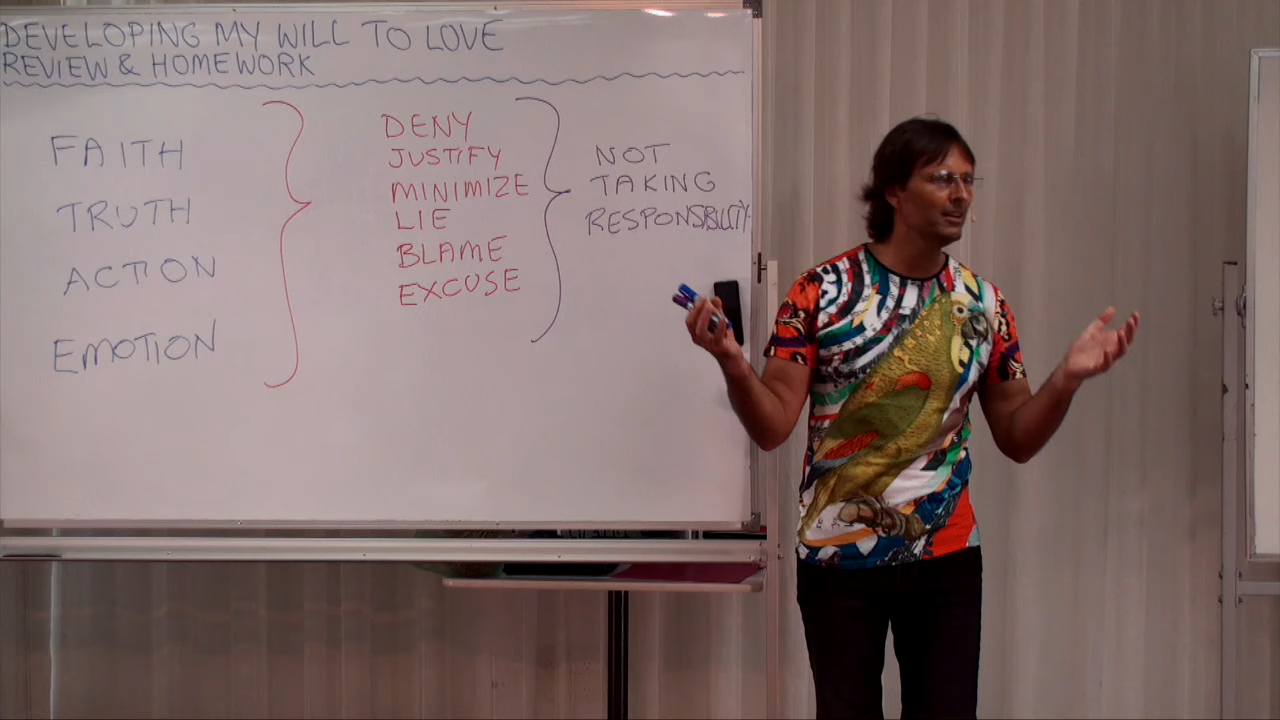 DEVELOPING MY WILL TO LOVE
REVIEW & HOMEWORK
FAITH
TRUTH
ACTION
EMOTION
DENY
JUSTIFY
MINIMIZE
LIE
BLAME
EXCUSE
NOT
TAKING
RESPONSIBILITY